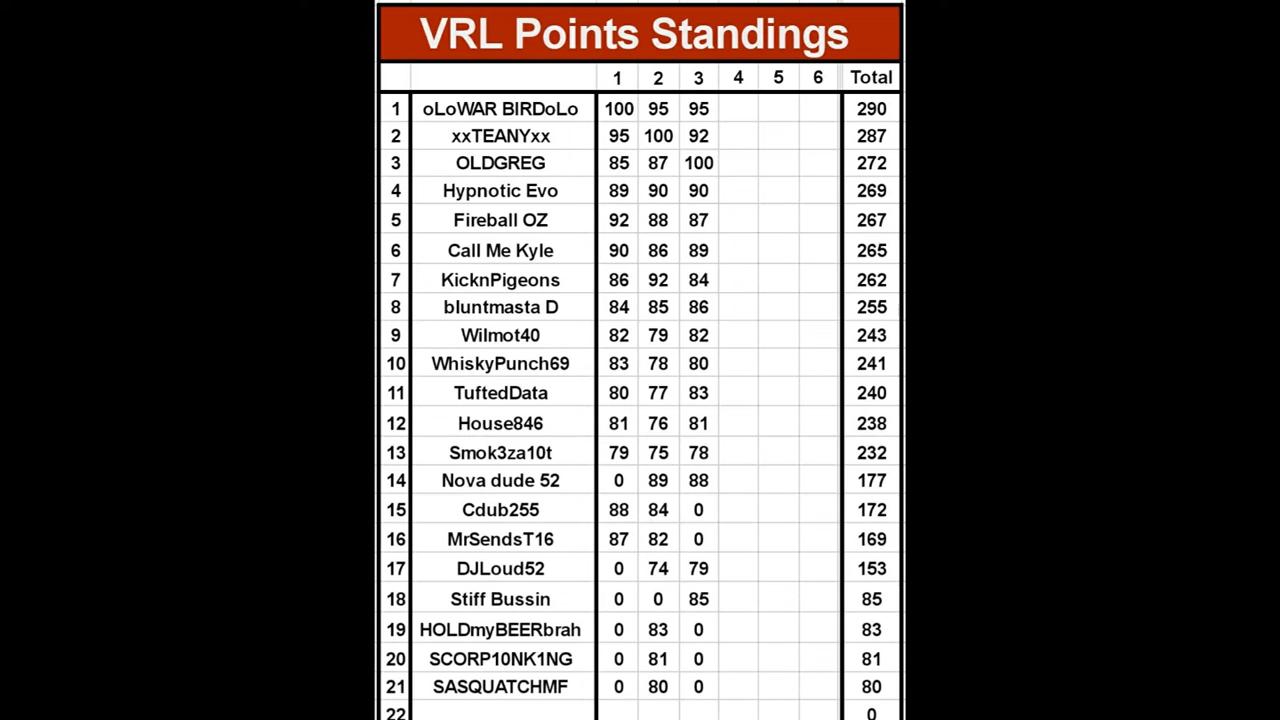 VRL Points Standings
1 2 3 4 5 6 Total
1 oLoWAR BIRDoLo 100 95 95 290
2 xxTEANYxx 95 100 92 287
3 OLDGREG 85 87 100 272
4 Hypnotic Evo 89 90 90 269
5 Fireball OZ 92 88 87 267
6 Call Me Kyle 90 86 89 265
7 KicknPigeons 86 92 84 262
8 bluntmasta D 84 85 86 255
9 Wilmot40 82 79 82 243
10 WhiskyPunch69 83 78 80 241
11 TuftedData 80 77 83 240
12 House846 81 76 81 238
13 Smok3za10t 79 75 78 232
14 Nova dude 52 0 89 88 177
15 Cdub255 88 84 0 172
16 MrSendsT16 87 82 0 169
17 DJLoud52 0 74 79 153
18 Stiff Bussin 0 0 85 85
19 HOLDmyBEERbrah 0 83 0 83
20 SCORP10NK1NG 0 81 0 81
21 SASQUATCHMF 0 80 0 80
22 0